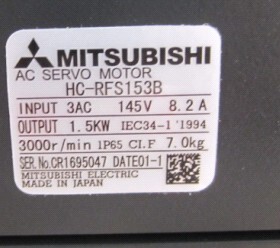 MITSUBISHI
AC SERVO MOTOR
HC-RFS153B
INPUT 3AC 145V 8.2A
OUTPUT 1.5KW IEC34-1 '1994
3000r/min IP65 CI.F 7.0kg
SER.No.CR1695047 DATE01-1
MITSUBISHI ELECTRIC
MADE IN JAPAN